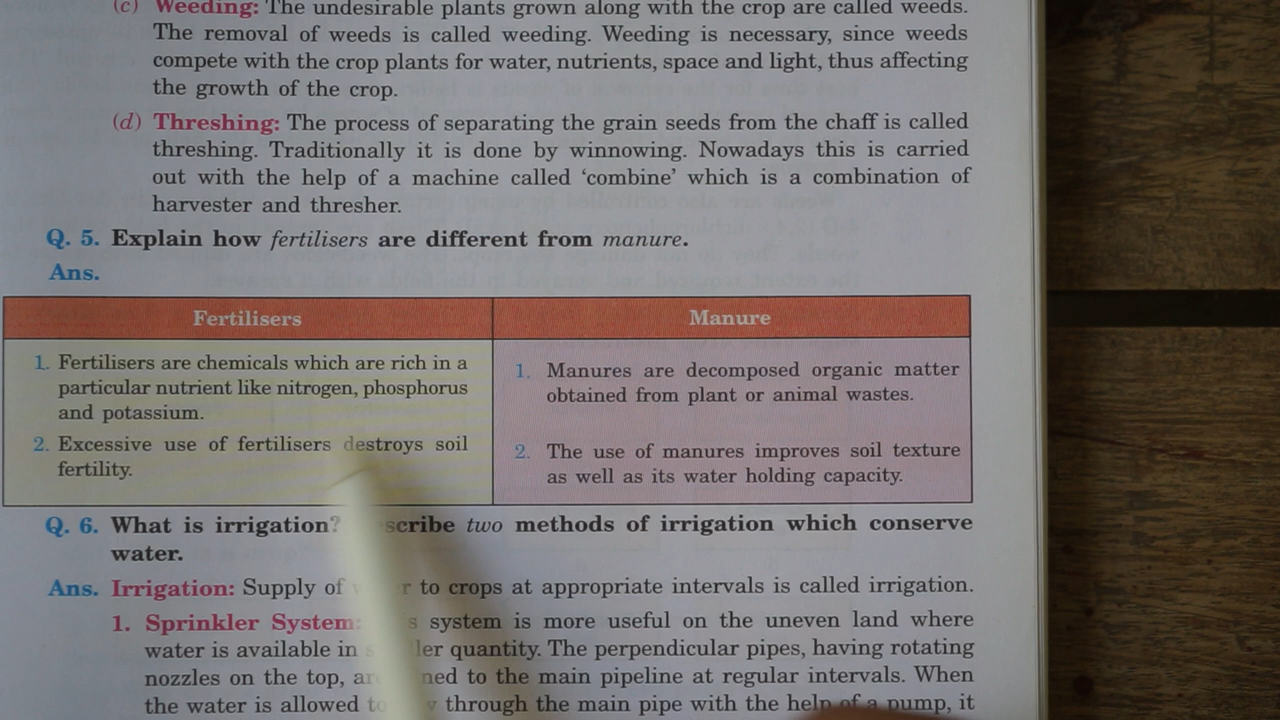 (c) Weeding: The undesirable plants grown along with the crop are called weeds.
The removal of weeds is called weeding. Weeding is necessary, since weeds
compete with the crop plants for water, nutrients, space and light, thus affecting
the growth of the crop.
(d) Threshing: The process of separating the grain seeds from the chaff is called
threshing. Traditionally it is done by winnowing. Nowadays this is carried
out with the help of a machine called ‘combine’ which is a combination of
harvester and thresher.
Q. 5. Explain how fertilisers are different from manure.
Ans.
Fertilisers
1. Fertilisers are chemicals which are rich in a
particular nutrient like nitrogen, phosphorus
and potassium.
2. Excessive use of fertilisers destroys soil
fertility.
Manure
1. Manures are decomposed organic matter
obtained from plant or animal wastes.
2. The use of manures improves soil texture
as well as its water holding capacity.
Q. 6. What is irrigation? two methods of irrigation which conserve
water.
Ans. Irrigation: Supply of to crops at appropriate intervals is called irrigation.
1. Sprinkler System: system is more useful on the uneven land where
water is available in quantity. The perpendicular pipes, having rotating
nozzles on the top, to the main pipeline at regular intervals. When
the water is allowed through the main pipe with the help of a pump, it